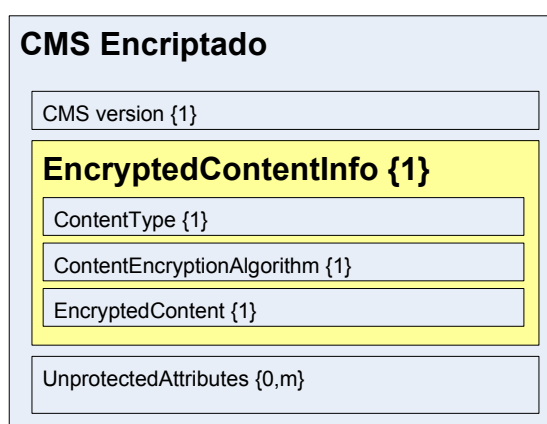 CMS Encriptado
CMS version {1}
EncryptedContentInfo {1}
ContentType {1}
ContentEncryptionAlgorithm {1}
EncryptedContent {1}
UnprotectedAttributes {0,m}